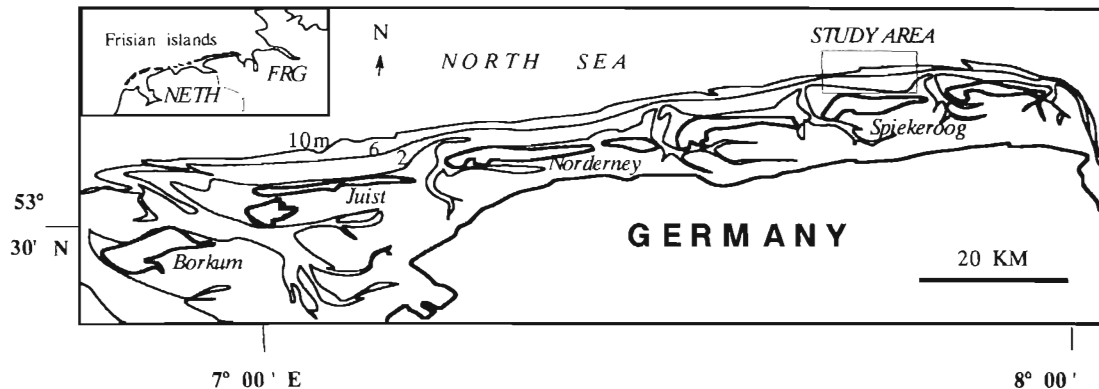 Frisian islands
FRG
NETH
N
NORTH SEA
STUDY AREA
10m
6
2
Spiekeroog
Norderney
Juist
Borkum
53°
30' N
GERMANY
20 KM
7° 00' E
8° 00'